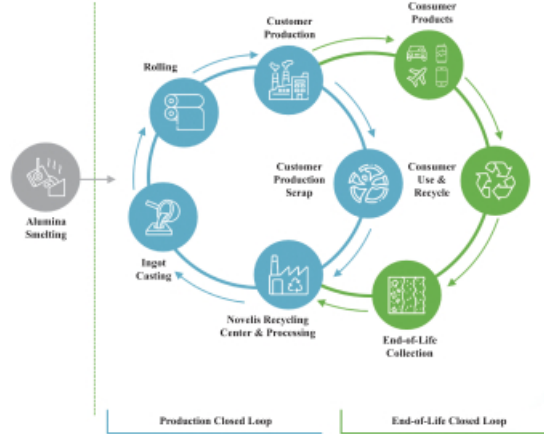 Consumer
Products
Customer
Production
Rolling
Customer
Production
Scrap
Consumer
Use &
Recycle
Alumina
Smelting
Ingot
Casting
Novelis Recycling
Center & Processing
End-of-Life
Collection
Production Closed Loop
End-of-Life Closed Loop